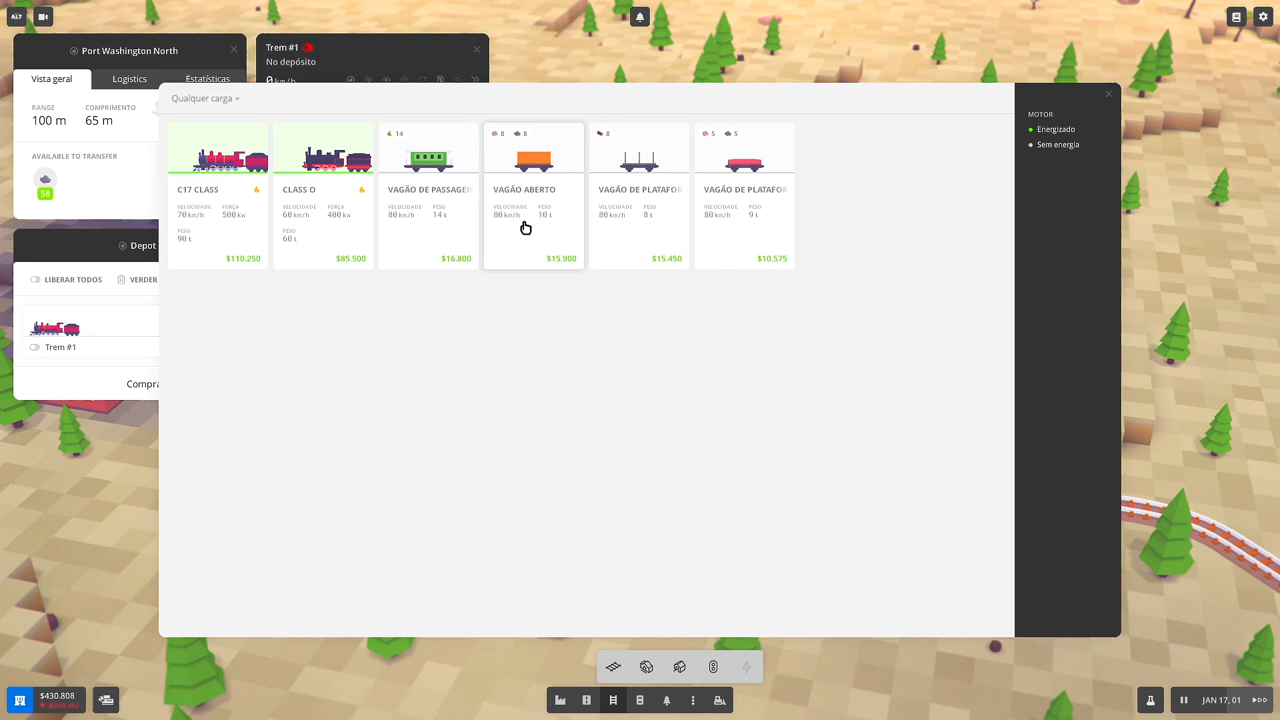 ALT
Port Washington North
Vista geral
Logistics
Estatísticas
RANGE
COMPRIMENTO
100 m
65 m
AVAILABLE TO TRANSFER
58
Depot
LIBERAR TODOS
VERDER
Trem #1
Compra
Trem #1
No depósito
0 km/h
Qualquer carga
C17 CLASS
VELOCIDADE
FORÇA
70 km/h
500 kw
PESO
90 t
$110.250
CLASS O
VELOCIDADE
FORÇA
60 km/h
400 kw
PESO
60 t
$85.500
14
VAGÃO DE PASSAGEI
VELOCIDADE
PESO
80 km/h
14 t
$16.800
8
8
VAGÃO ABERTO
VELOCIDADE
PESO
80 km/h
10 t
$15.900
8
VAGÃO DE PLATAFOR
VELOCIDADE
PESO
80 km/h
8 t
$15.450
5
5
VAGÃO DE PLATAFOR
VELOCIDADE
PESO
80 km/h
9 t
$10.575
MOTOR
Energizado
Sem energia
$430.808
JAN 17, 01